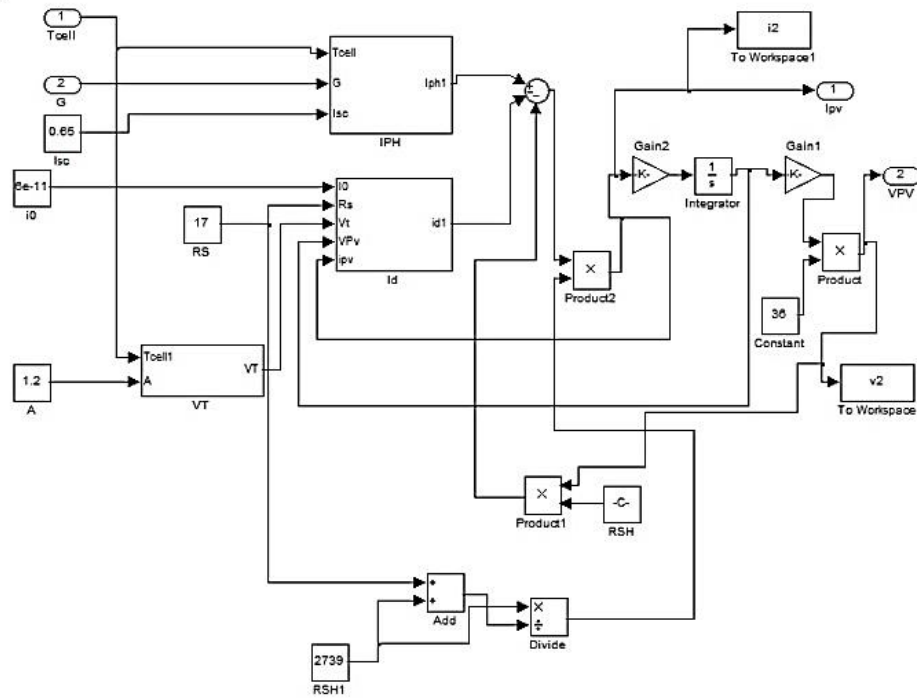 1
Tcell
2
G
0.65
Isc
6e-11
i0
17
RS
1.2
A
Tcell
G
Isc
Iph1
IPH
I0
Rs
Vt
VPv
ipv
id1
Id
Tcell1
A
VT
VT
+
-
-
×
Product2
i2
To Workspace1
1
Ipv
Gain2
-K-
1
s
Integrator
Gain1
-K-
2
VPV
×
Product
36
Constant
v2
To Workspace
×
Product1
-C-
RSH
+
+
Add
×
÷
Divide
2739
RSH1